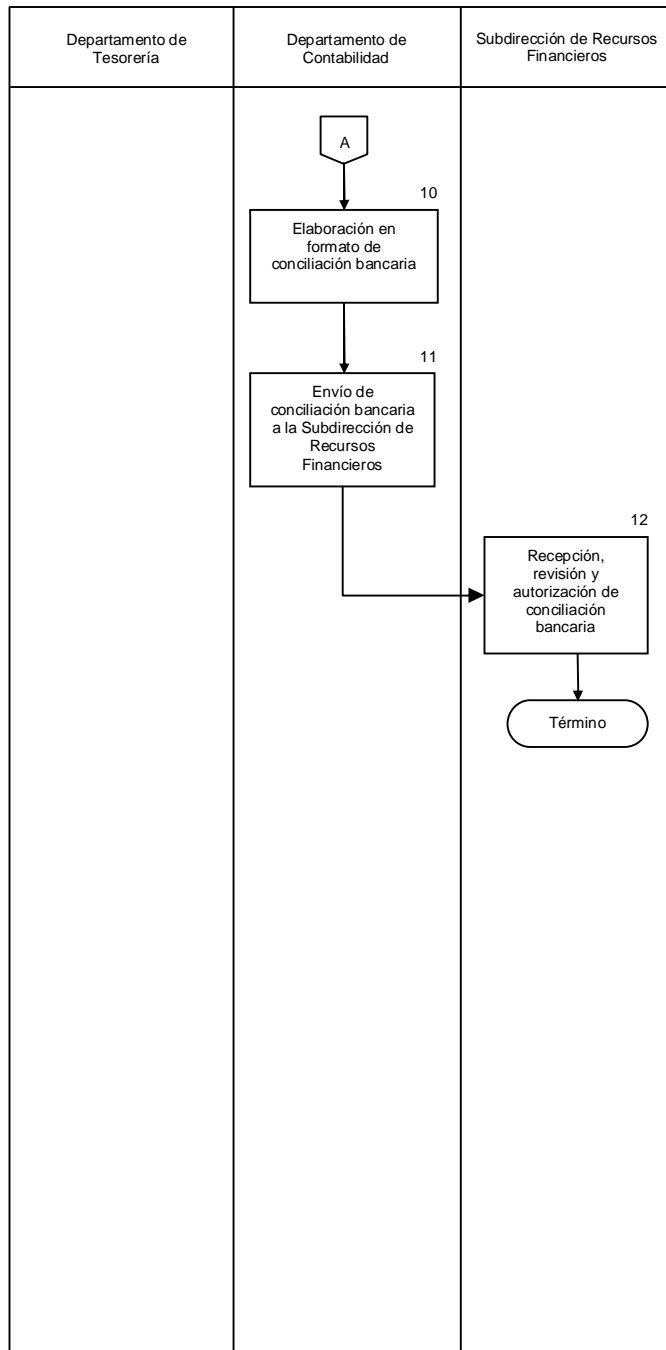 Departamento de
Tesorería
Departamento de
Contabilidad
Subdirección de Recursos
Financieros
A
10
Elaboración en
formato de
conciliación bancaria
11
Envío de
conciliación bancaria
a la Subdirección de
Recursos
Financieros
12
Recepción,
revisión y
autorización de
conciliación
bancaria
Término